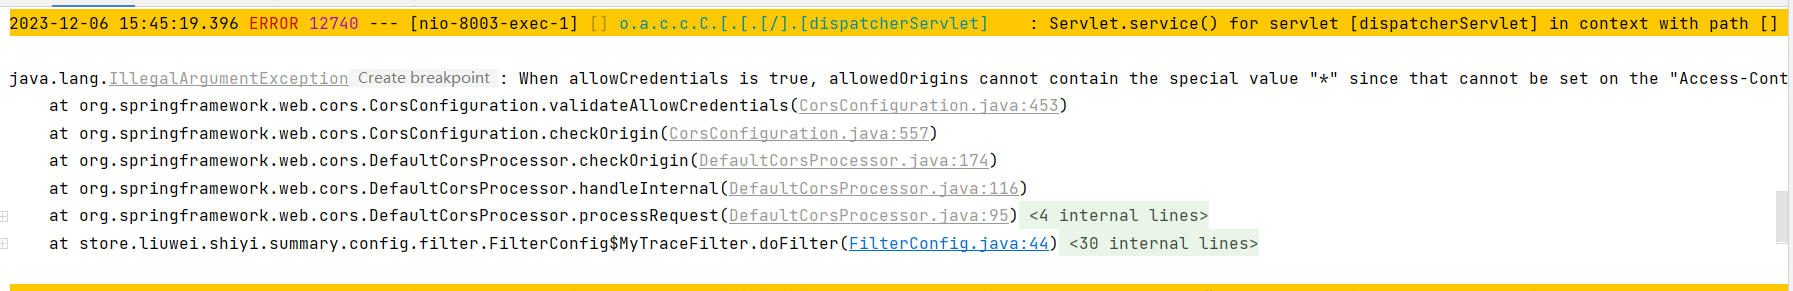 2023-12-06 15:45:19.396 ERROR 12740 --- [nio-8003-exec-1] [] o.a.c.c.C.[.[.[/].[dispatcherServlet]    : Servlet.service() for servlet [dispatcherServlet] in context with path []
java.lang.IllegalArgumentException Create breakpoint : When allowCredentials is true, allowedOrigins cannot contain the special value "*" since that cannot be set on the "Access-Cont
at org.springframework.web.cors.CorsConfiguration.validateAllowCredentials(CorsConfiguration.java:453)
at org.springframework.web.cors.CorsConfiguration.checkOrigin(CorsConfiguration.java:557)
at org.springframework.web.cors.DefaultCorsProcessor.checkOrigin(DefaultCorsProcessor.java:174)
at org.springframework.web.cors.DefaultCorsProcessor.handleInternal(DefaultCorsProcessor.java:116)
at org.springframework.web.cors.DefaultCorsProcessor.processRequest(DefaultCorsProcessor.java:95) <4 internal lines>
at store.liuwei.shiyi.summary.config.filter.FilterConfig$MyTraceFilter.doFilter(FilterConfig.java:44) <30 internal lines>